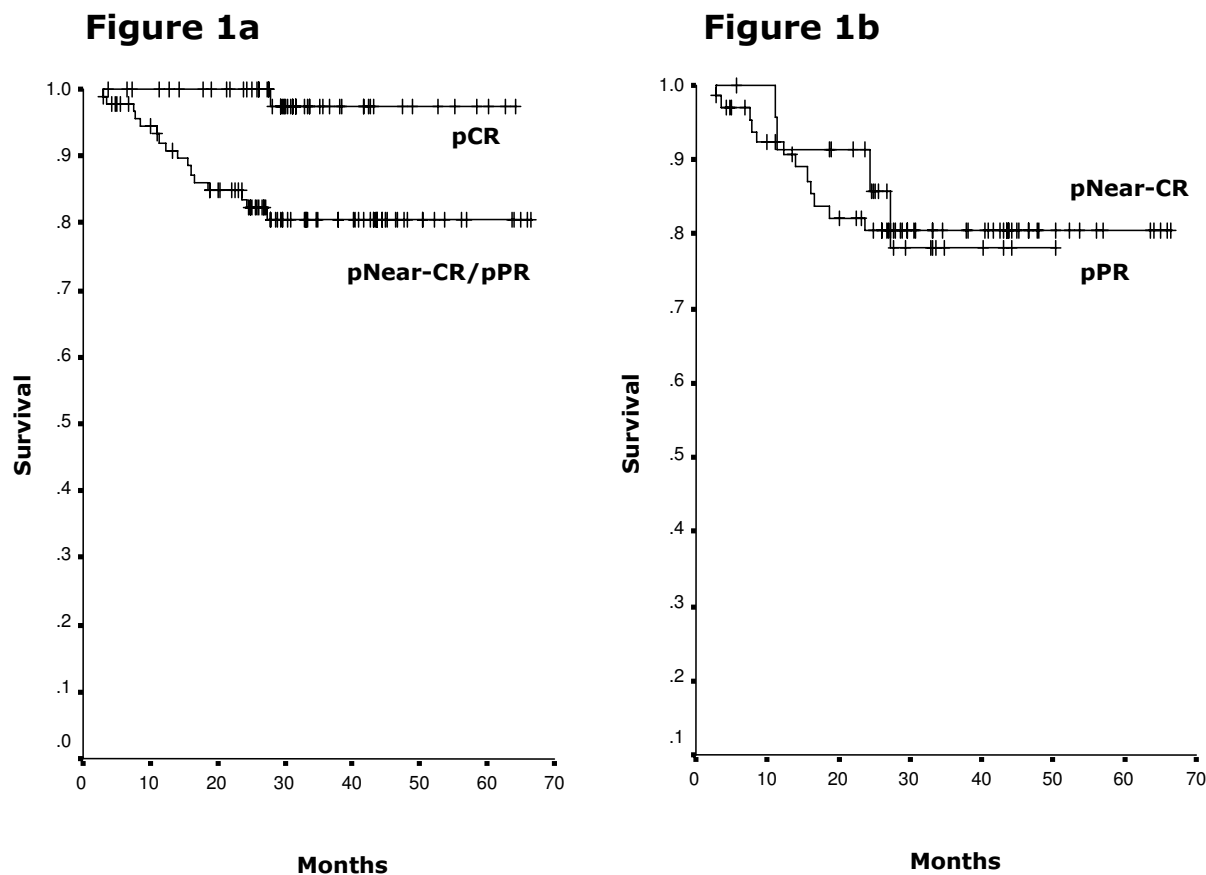 Figure 1a
1.0
.9
.8
.7
.6
.5
.4
.3
.2
.1
.0
Survival
pCR
pNear-CR/pPR
0 10 20 30 40 50 60 70
Months
Figure 1b
1.0
.9
.8
.7
.6
.5
.4
.3
.2
.1
Survival
pNear-CR
pPR
0 10 20 30 40 50 60 70
Months